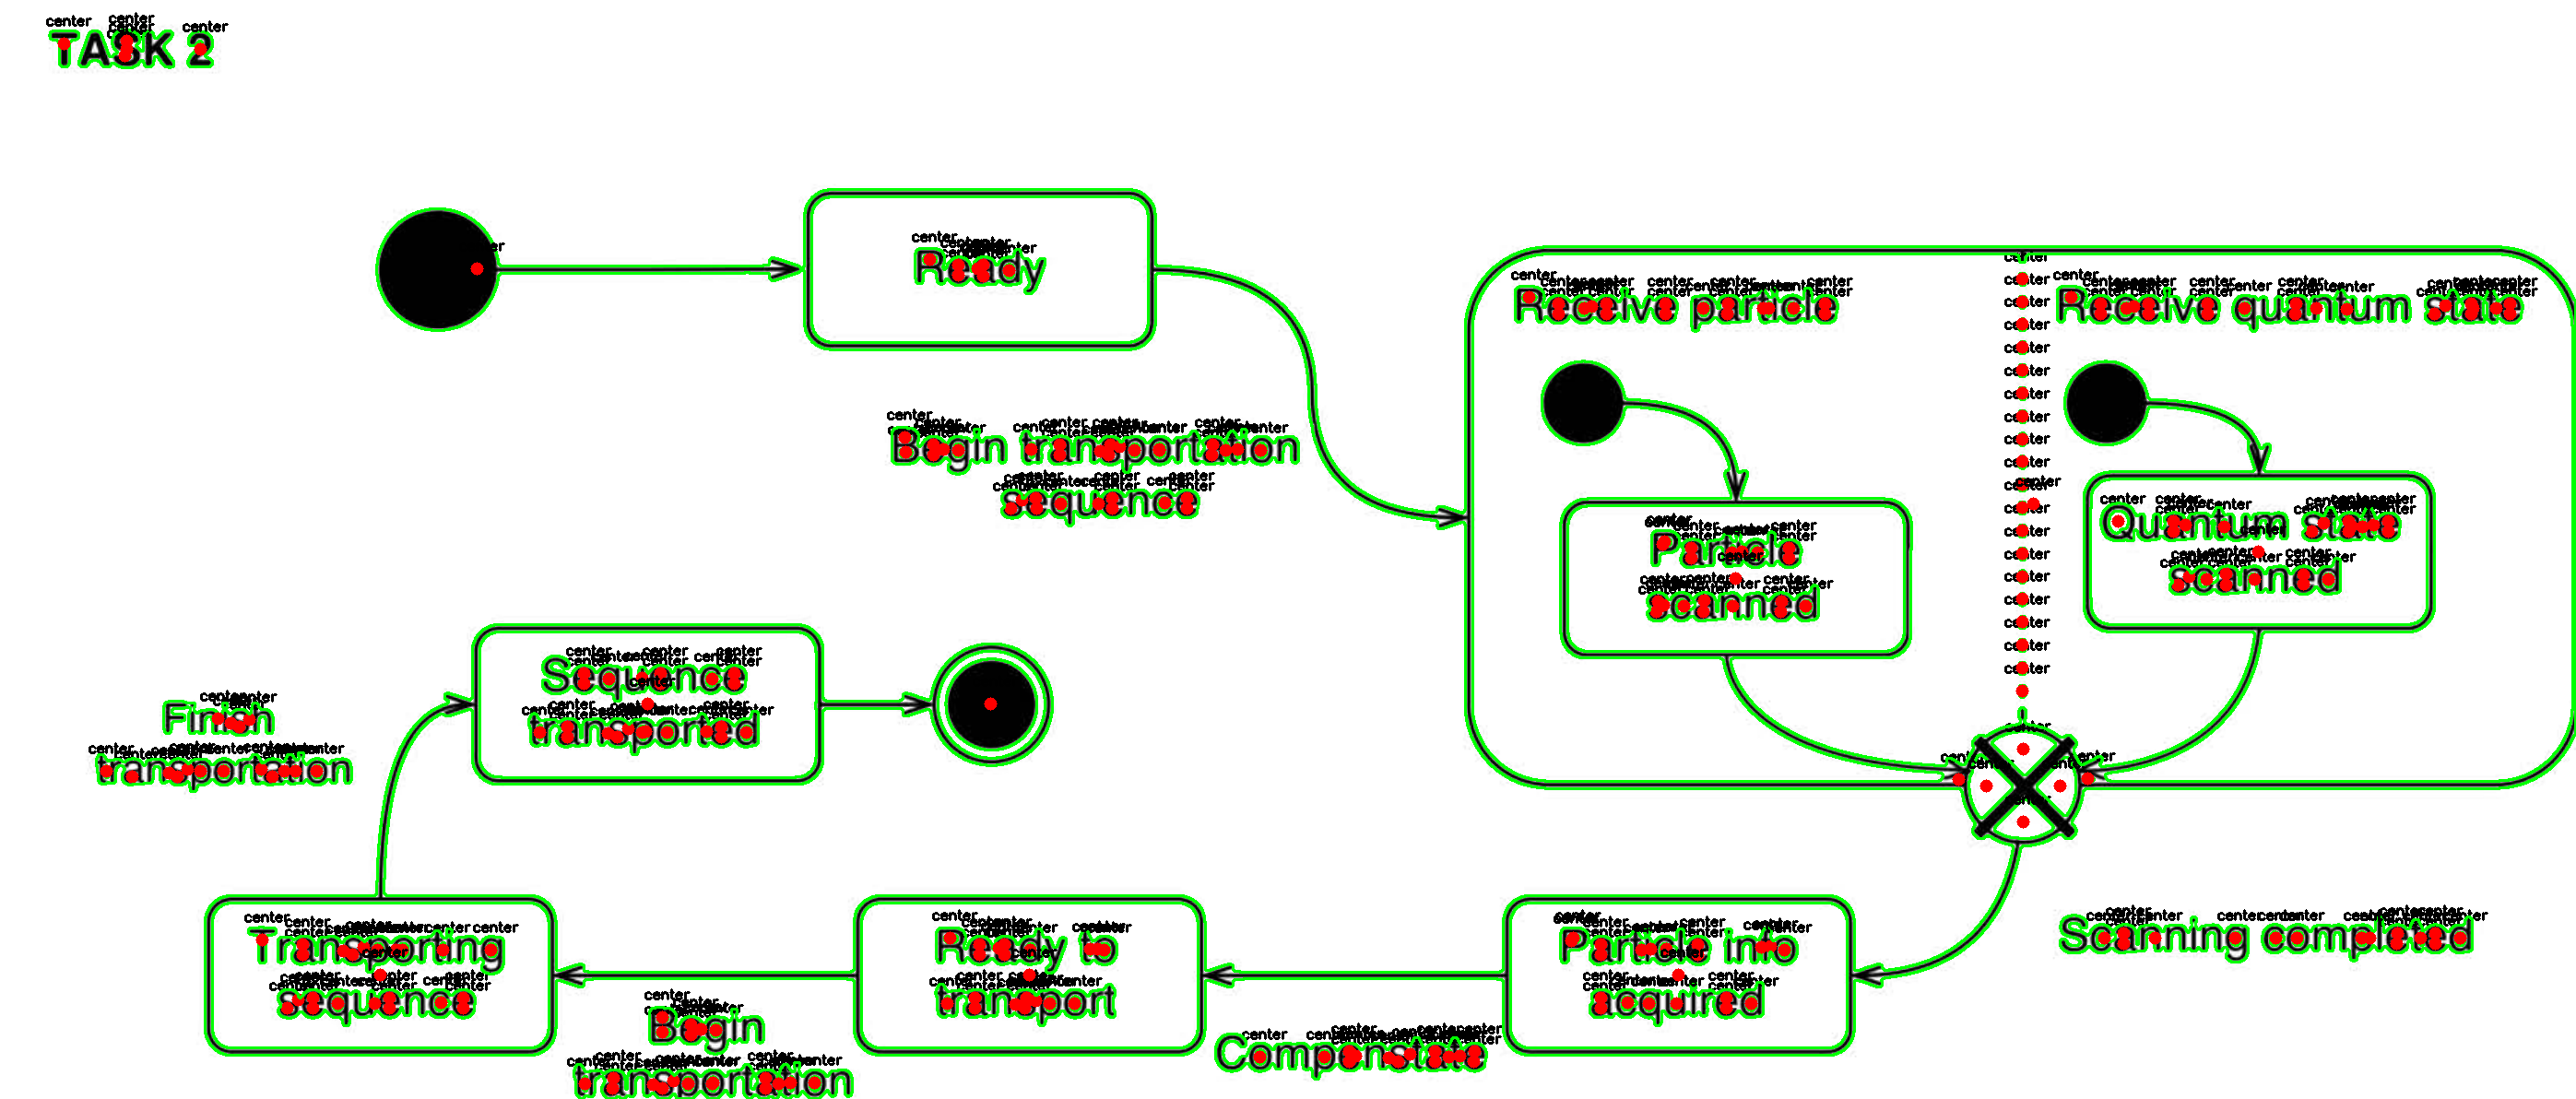 TASK 2
Ready
Receive particle
Receive quantum state
Begin transportation
sequence
Particle
scanned
Quantum state
scanned
Sequence
transported
Finish
transportation
Transporting
sequence
Ready to
transport
Particle info
acquired
Scanning completed
Begin
transportation
Compenstate